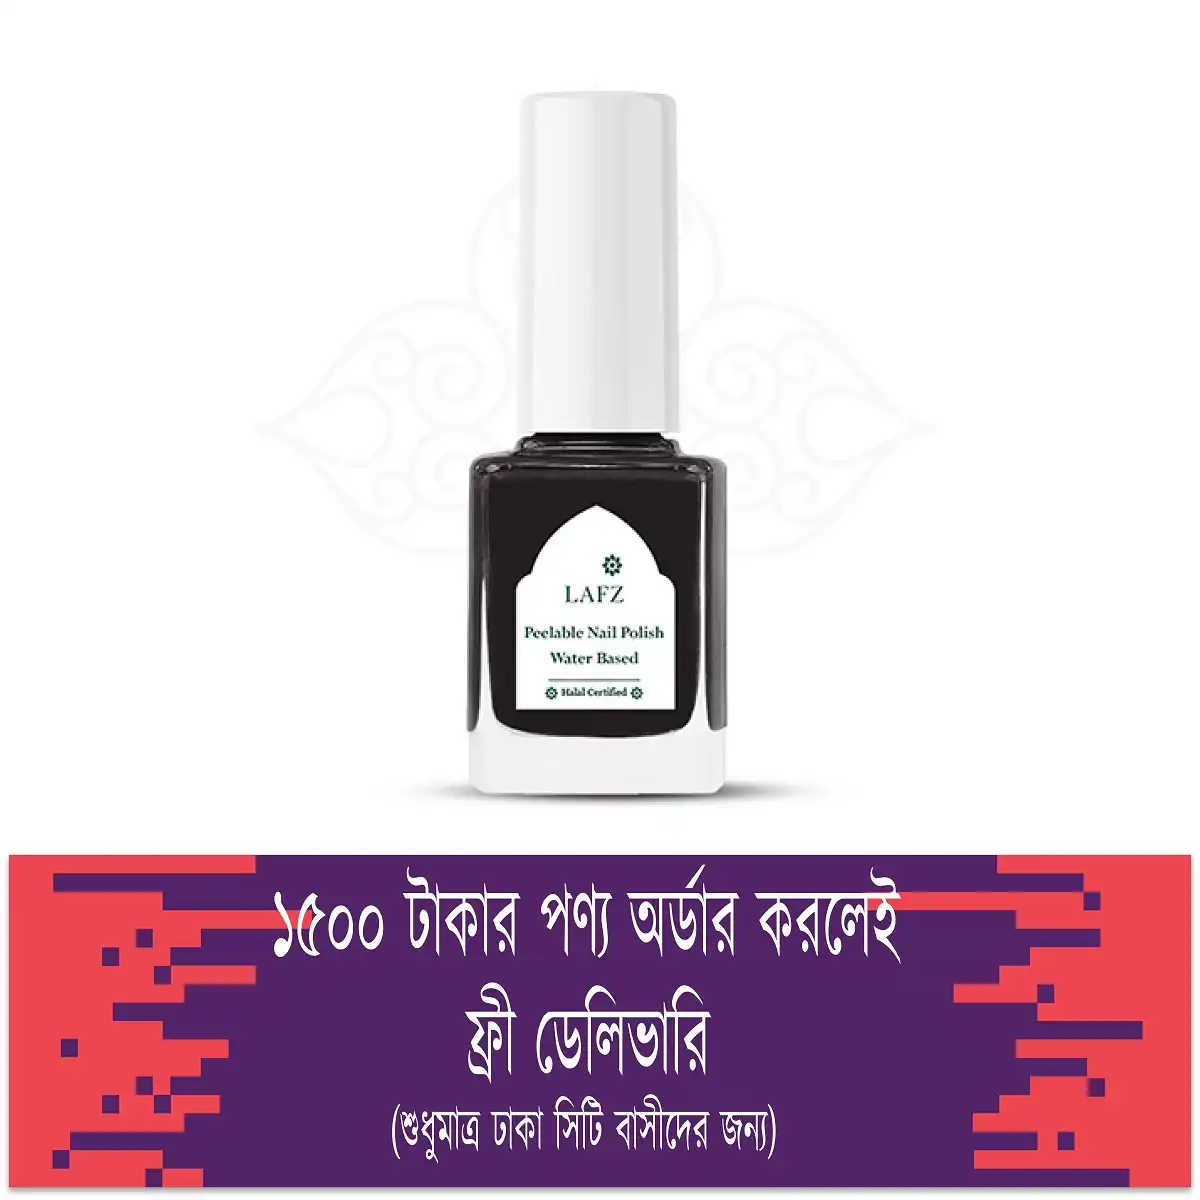 LAFZ
Peelable Nail Polish
Water Based
Halal Certified
১৫০০ টাকার পণ্য অর্ডার করলেই
ফ্রী ডেলিভারি
(শুধুমাত্র ঢাকা সিটি বাসীদের জন্য)